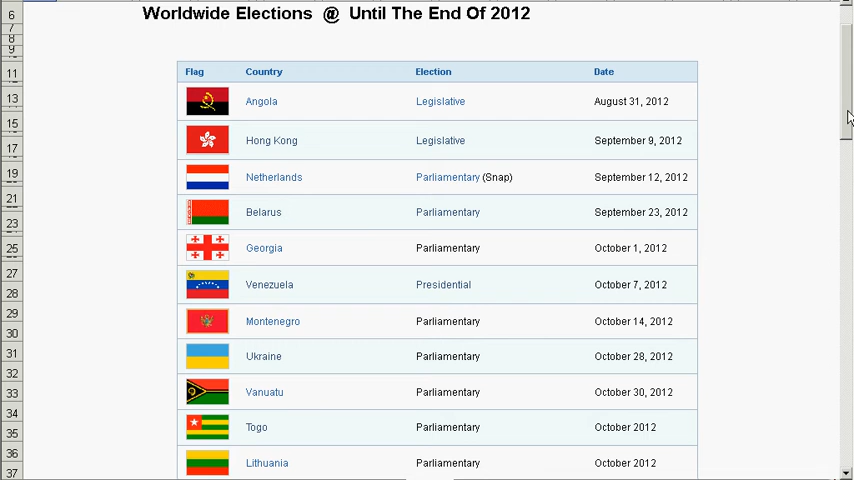 Worldwide Elections @ Until The End Of 2012
6
7
8
9
11
13
15
17
19
21
23
25
27
28
29
30
31
32
33
34
35
36
37
Flag Country Election Date
Angola Legislative August 31, 2012
Hong Kong Legislative September 9, 2012
Netherlands Parliamentary (Snap) September 12, 2012
Belarus Parliamentary September 23, 2012
Georgia Parliamentary October 1, 2012
Venezuela Presidential October 7, 2012
Montenegro Parliamentary October 14, 2012
Ukraine Parliamentary October 28, 2012
Vanuatu Parliamentary October 30, 2012
Togo Parliamentary October 2012
Lithuania Parliamentary October 2012